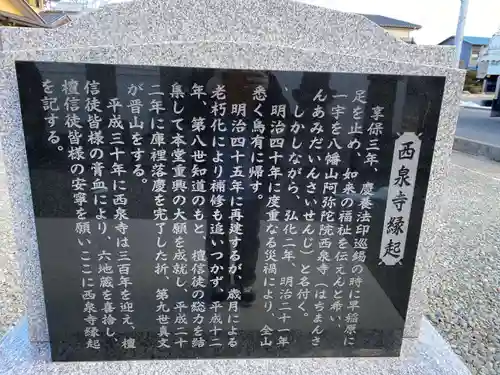 西泉寺縁起
享保三年、慶養法印巡錫の時に早稲原に
足を止め、如来の福祉を伝えんと希い、
一宇を八幡山阿弥陀院西泉寺（はちまんさ
んあみだいんさいせんじ）と名付く。
しかしながら、弘化二年、明治二十一年
、明治四十年に度重なる災禍により、全山
悉く烏有に帰す。
明治四十五年に再建するが、歳月による
老朽化により補修も追いつかず、平成十二
年、第八世知道のもと、檀信徒の総力を結
集して本堂重興の大願を成就し、平成二十
二年に庫裡落慶を完了した折、第九世真文
が晋山をする。
平成三十年に西泉寺は三百年を迎え、檀
信徒皆様の膏血により、六地蔵を喜捨し、
檀信徒皆様の安寧を願いここに西泉寺縁起
を記する。